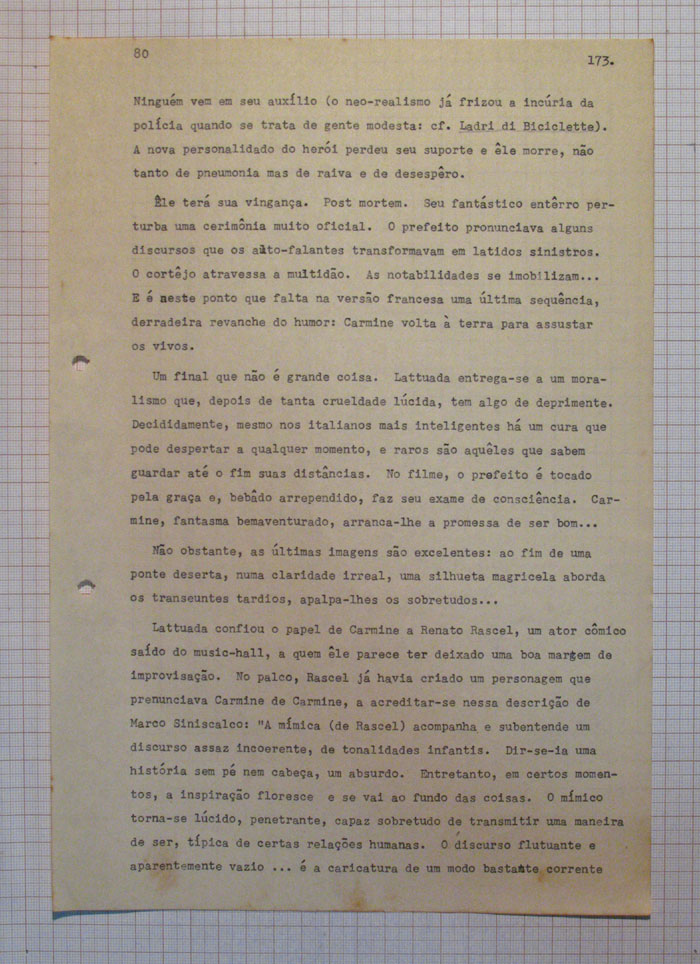 80
173.
Ninguém vem em seu auxílio (o neo-realismo já frizou a incúria da
polícia quando se trata de gente modesta: cf. Ladri di Biciclette).
A nova personalidado do herói perdeu seu suporte e êle morre, não
tanto de pneumonia mas de raiva e de desespêro.
Êle terá sua vingança. Post mortem. Seu fantástico entêrro per-
turba uma cerimônia muito oficial. O prefeito pronunciava alguns
discursos que os auto-falantes transformavam em latidos sinistros.
O cortêjo atravessa a multidão. As notabilidades se imobilizam...
E é neste ponto que falta na versão francesa uma última sequência,
derradeira revanche do humor: Carmine volta à terra para assustar
os vivos.
Um final que não é grande coisa. Lattuada entrega-se a um mora-
lismo que, depois de tanta crueldade lúcida, tem algo de deprimente.
Decididamente, mesmo nos italianos mais inteligentes há um cura que
pode despertar a qualquer momento, e raros são aquêles que sabem
guardar até o fim suas distâncias. No filme, o prefeito é tocado
pela graça e, bebâdo arrependido, faz seu exame de consciência. Car-
mine, fantasma bemaventurado, arranca-lhe a promessa de ser bom...
Não obstante, as últimas imagens são excelentes: ao fim de uma
ponte deserta, numa claridade irreal, uma silhueta magricela aborda
os transeuntes tardios, apalpa-lhes os sobretudos...
Lattuada confiou o papel de Carmine a Renato Rascel, um ator cômico
saído do music-hall, a quem êle parece ter deixado uma boa margem de
improvisação. No palco, Rascel já havia criado um personagem que
prenunciava Carmine de Carmine, a acreditar-se nessa descrição de
Marco Siniscalco: "A mímica (de Rascel) acompanha e subentende um
discurso assaz incoerente, de tonalidades infantis. Dir-se-ia uma
história sem pé nem cabeça, um absurdo. Entretanto, em certos momen-
tos, a inspiração floresce e se vai ao fundo das coisas. O mímico
torna-se lúcido, penetrante, capaz sobretudo de transmitir uma maneira
de ser, típica de certas relações humanas. O discurso flutuante e
aparentemente vazio ... é a caricatura de um modo bastante corrente